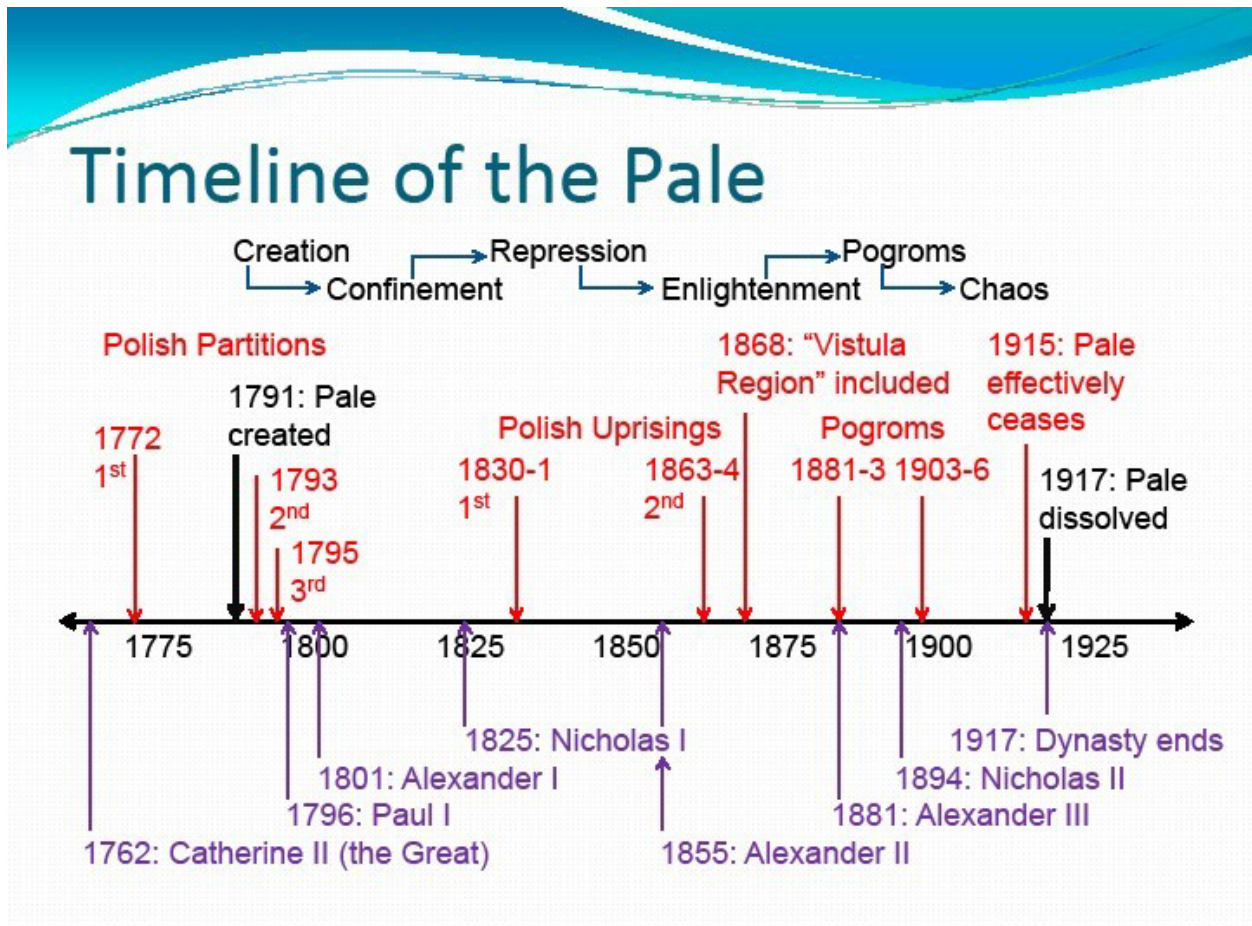 Timeline of the Pale
Creation
Repression
Pogroms
Confinement
Enlightenment
Chaos
Polish Partitions
1868: “Vistula
Region” included
1915: Pale
effectively
ceases
1791: Pale
created
Polish Uprisings
Pogroms
1772
1st
1793
2nd
1795
3rd
1830-1
1st
1863-4
2nd
1881-3
1903-6
1917: Pale
dissolved
1775
1800
1825
1850
1875
1900
1925
1825: Nicholas I
1917: Dynasty ends
1801: Alexander I
1894: Nicholas II
1796: Paul I
1881: Alexander III
1762: Catherine II (the Great)
1855: Alexander II